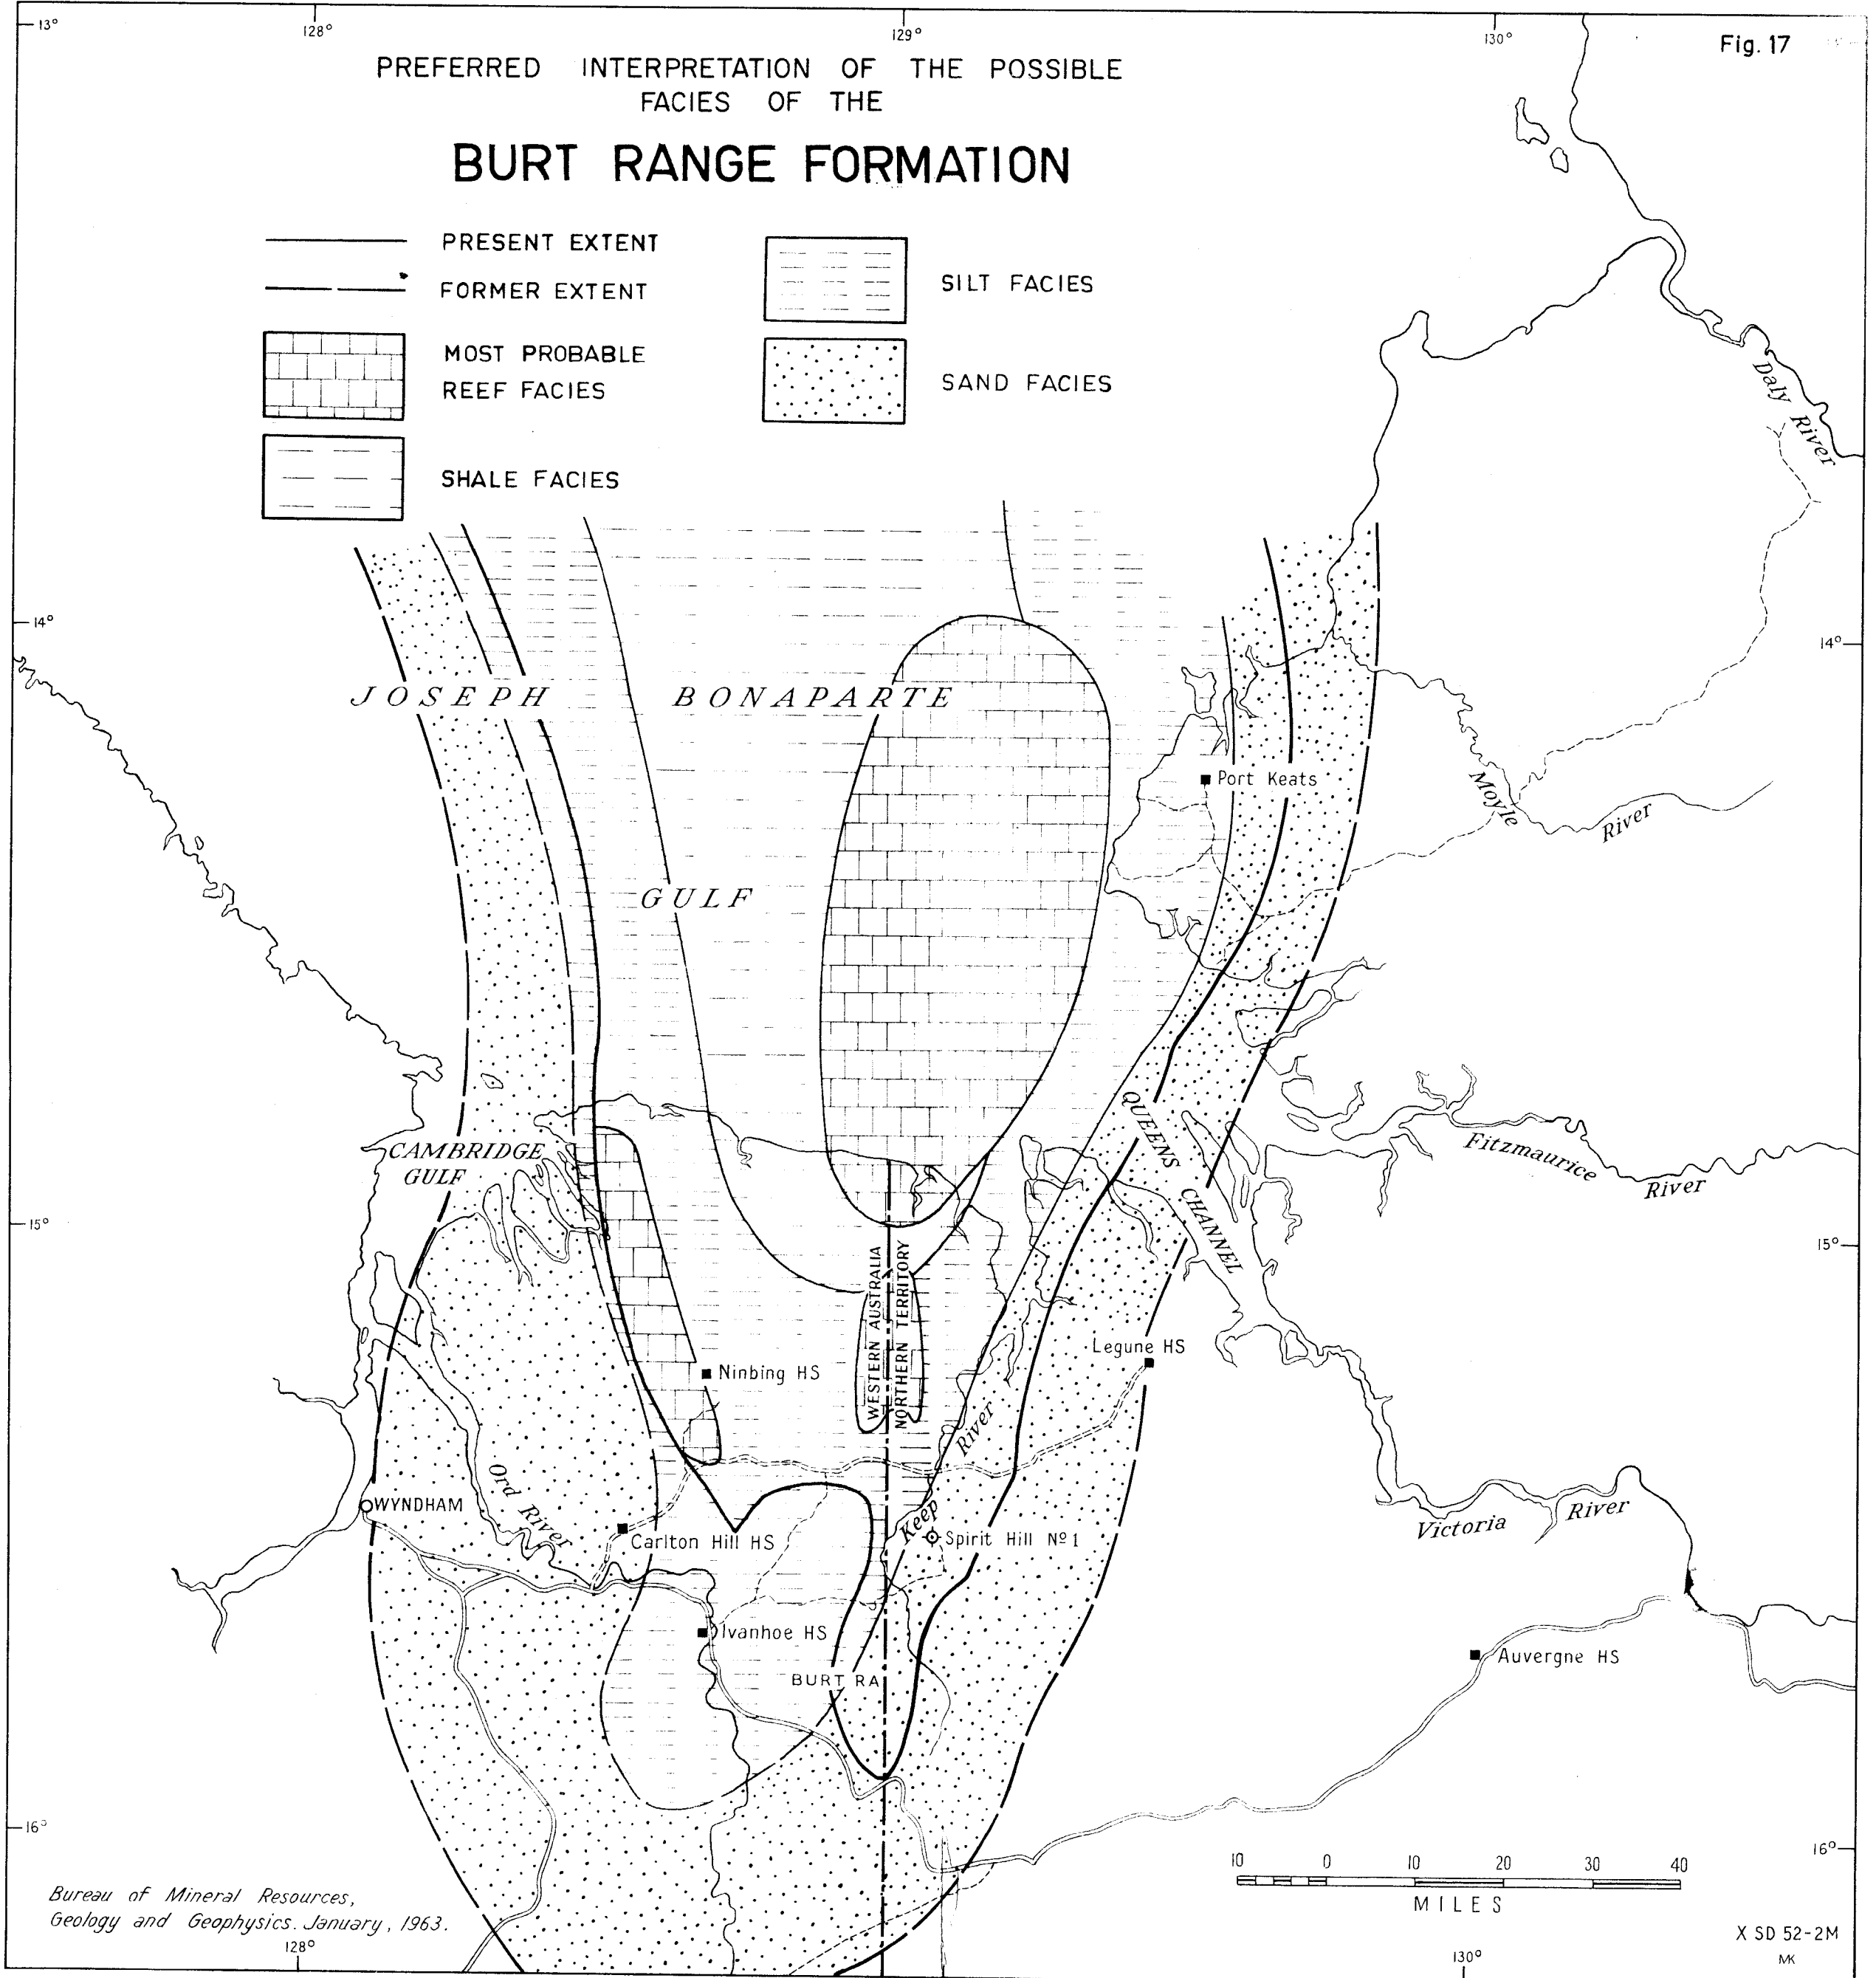 13°
128°
129°
130°
Fig. 17
PREFERRED INTERPRETATION OF THE POSSIBLE
FACIES OF THE
BURT RANGE FORMATION
PRESENT EXTENT
FORMER EXTENT
MOST PROBABLE
REEF FACIES
SHALE FACIES
SILT FACIES
SAND FACIES
Daly River
14°
14°
JOSEPH BONAPARTE
GULF
Port Keats
Moyle River
CAMBRIDGE
GULF
QUEENS CHANNEL
Fitzmaurice River
15°
15°
WESTERN AUSTRALIA
NORTHERN TERRITORY
Ninbing HS
Legune HS
Keep River
WYNDHAM
Ord River
Carlton Hill HS
Spirit Hill Nº 1
Victoria River
Ivanhoe HS
BURT RA
Auvergne HS
16°
16°
10 0 10 20 30 40
MILES
Bureau of Mineral Resources,
Geology and Geophysics. January, 1963.
128°
130°
X SD 52-2M
MK